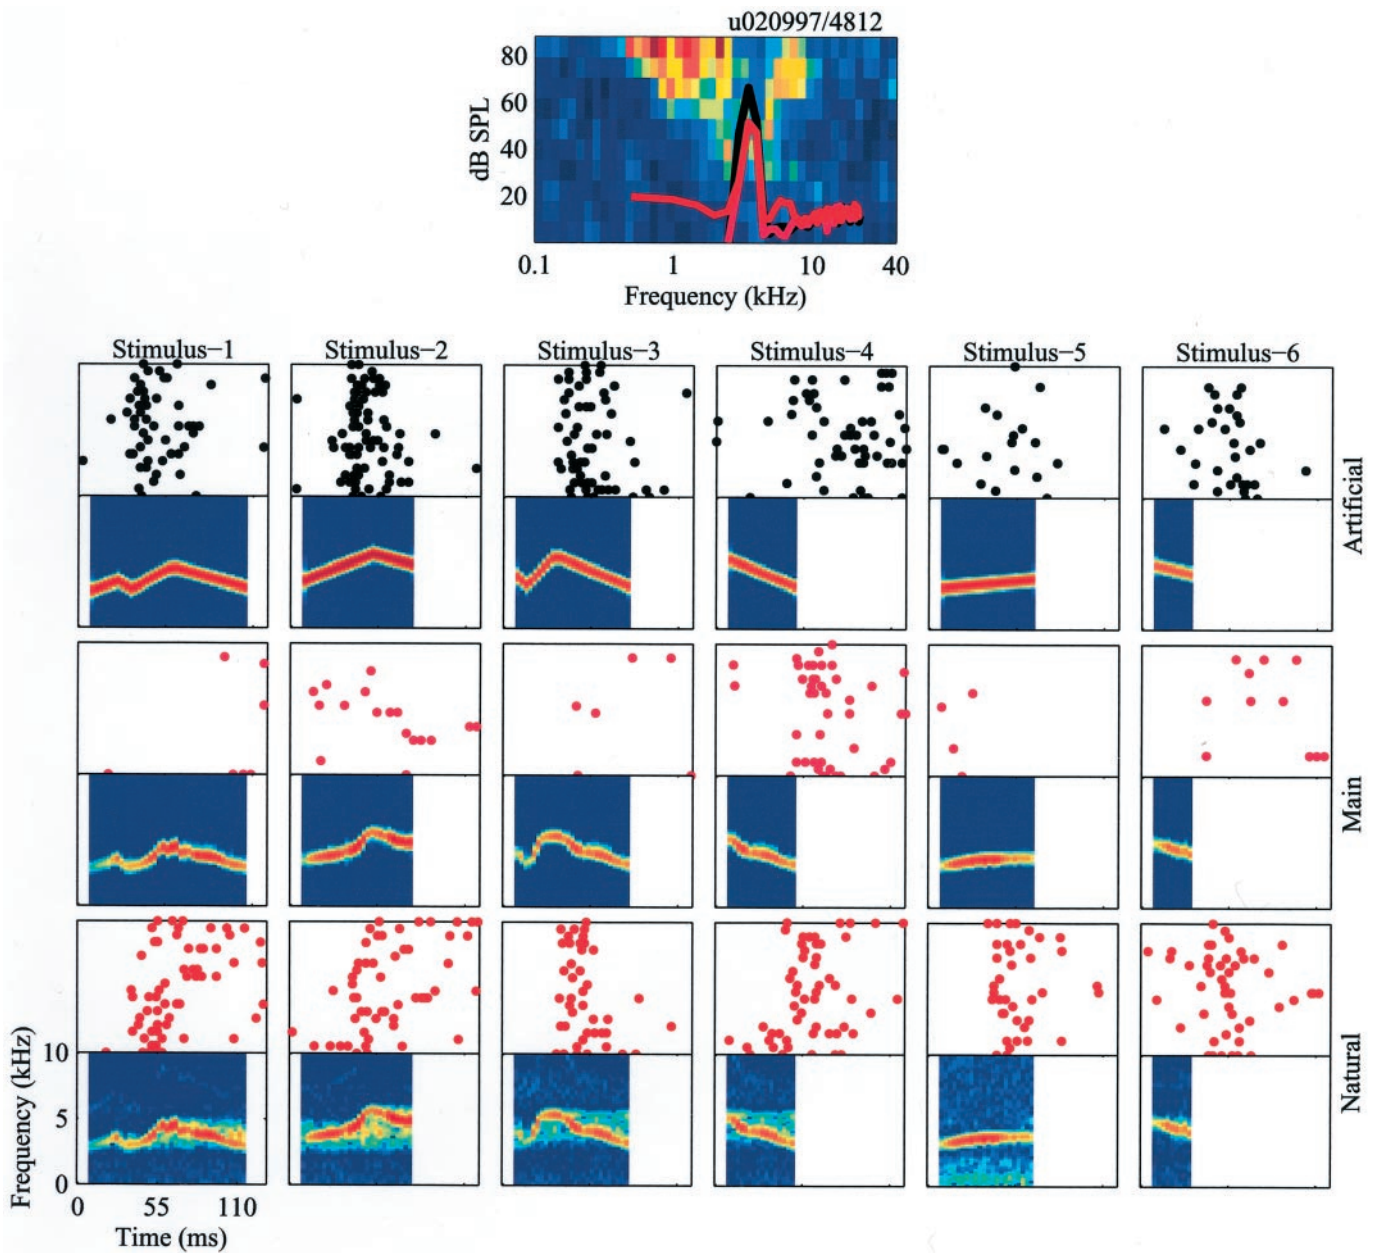 u020997/4812
80
60
40
20
dB SPL
0.1 1 10 40
Frequency (kHz)
Stimulus−1 Stimulus−2 Stimulus−3 Stimulus−4 Stimulus−5 Stimulus−6
Artificial
Main
Natural
Frequency (kHz)
10
5
0
0 55 110
Time (ms)